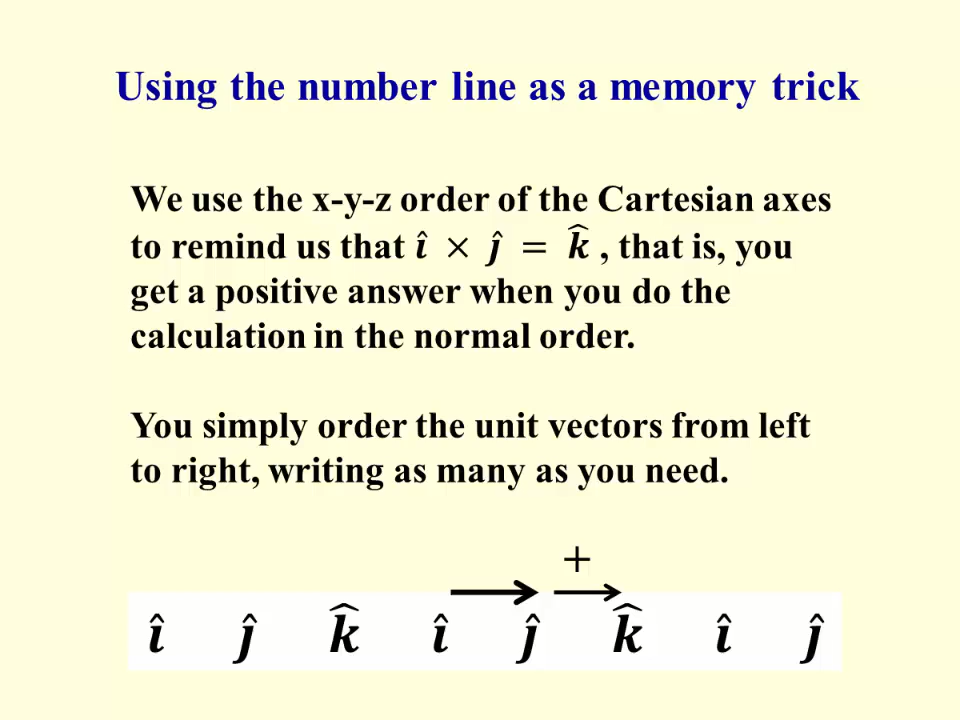 Using the number line as a memory trick
We use the x-y-z order of the Cartesian axes
to remind us that 𝒊̂ × 𝒋̂ = 𝒌̂ , that is, you
get a positive answer when you do the
calculation in the normal order.
You simply order the unit vectors from left
to right, writing as many as you need.
+
𝒊̂ 𝒋̂ 𝒌̂ 𝒊̂ 𝒋̂ 𝒌̂ 𝒊̂ 𝒋̂